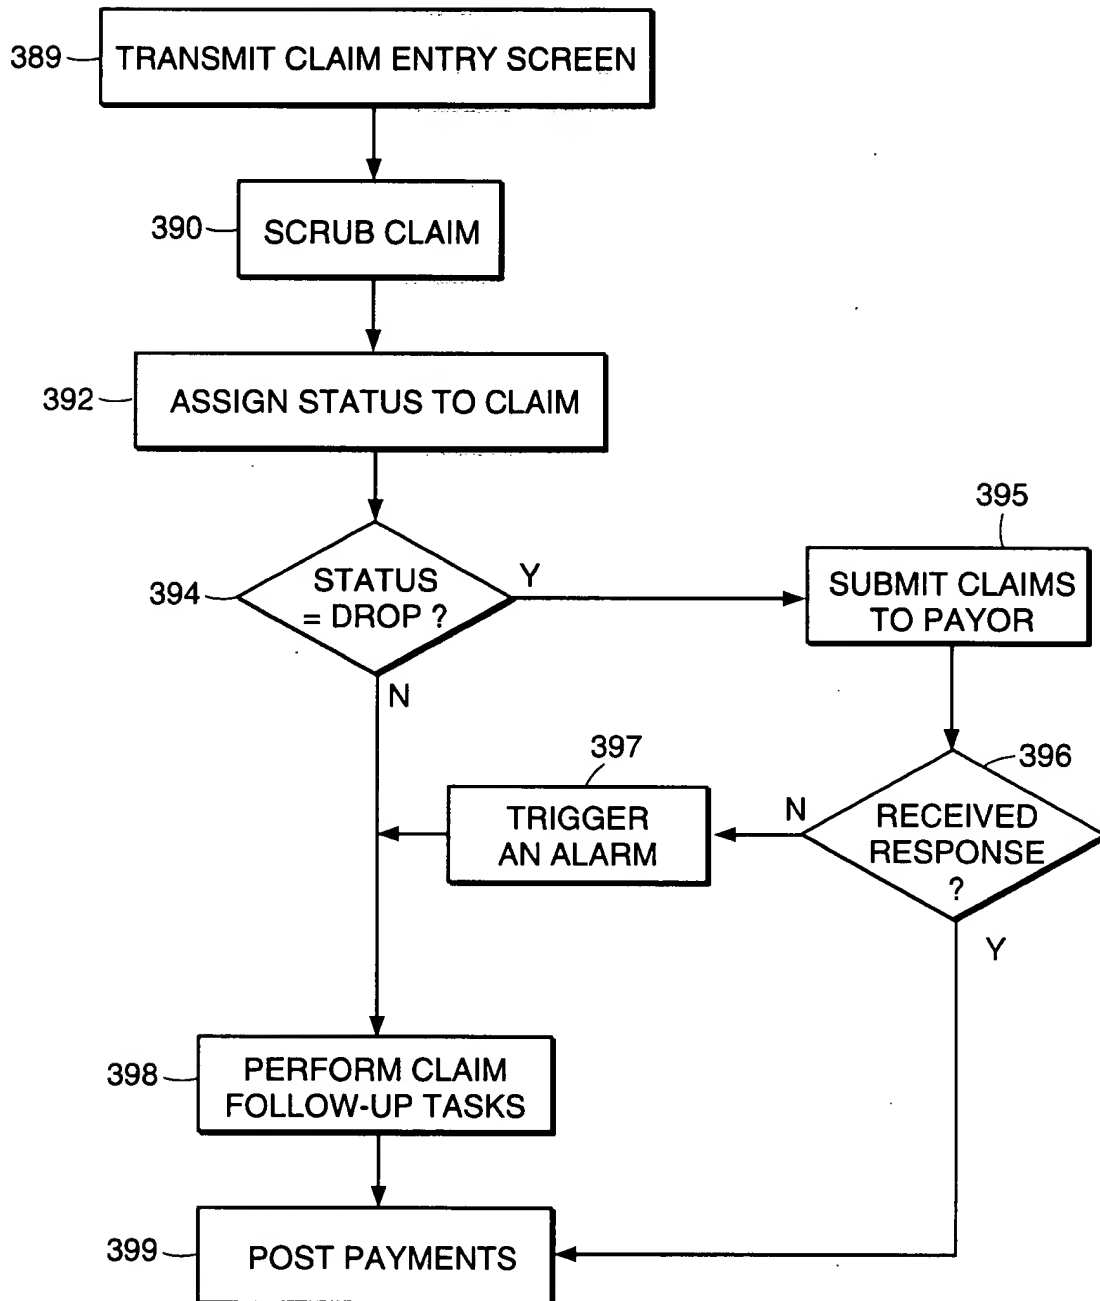 389
TRANSMIT CLAIM ENTRY SCREEN
390
SCRUB CLAIM
392
ASSIGN STATUS TO CLAIM
394
STATUS
= DROP ?
Y
N
395
SUBMIT CLAIMS
TO PAYOR
396
RECEIVED
RESPONSE
?
N
Y
397
TRIGGER
AN ALARM
398
PERFORM CLAIM
FOLLOW-UP TASKS
399
POST PAYMENTS